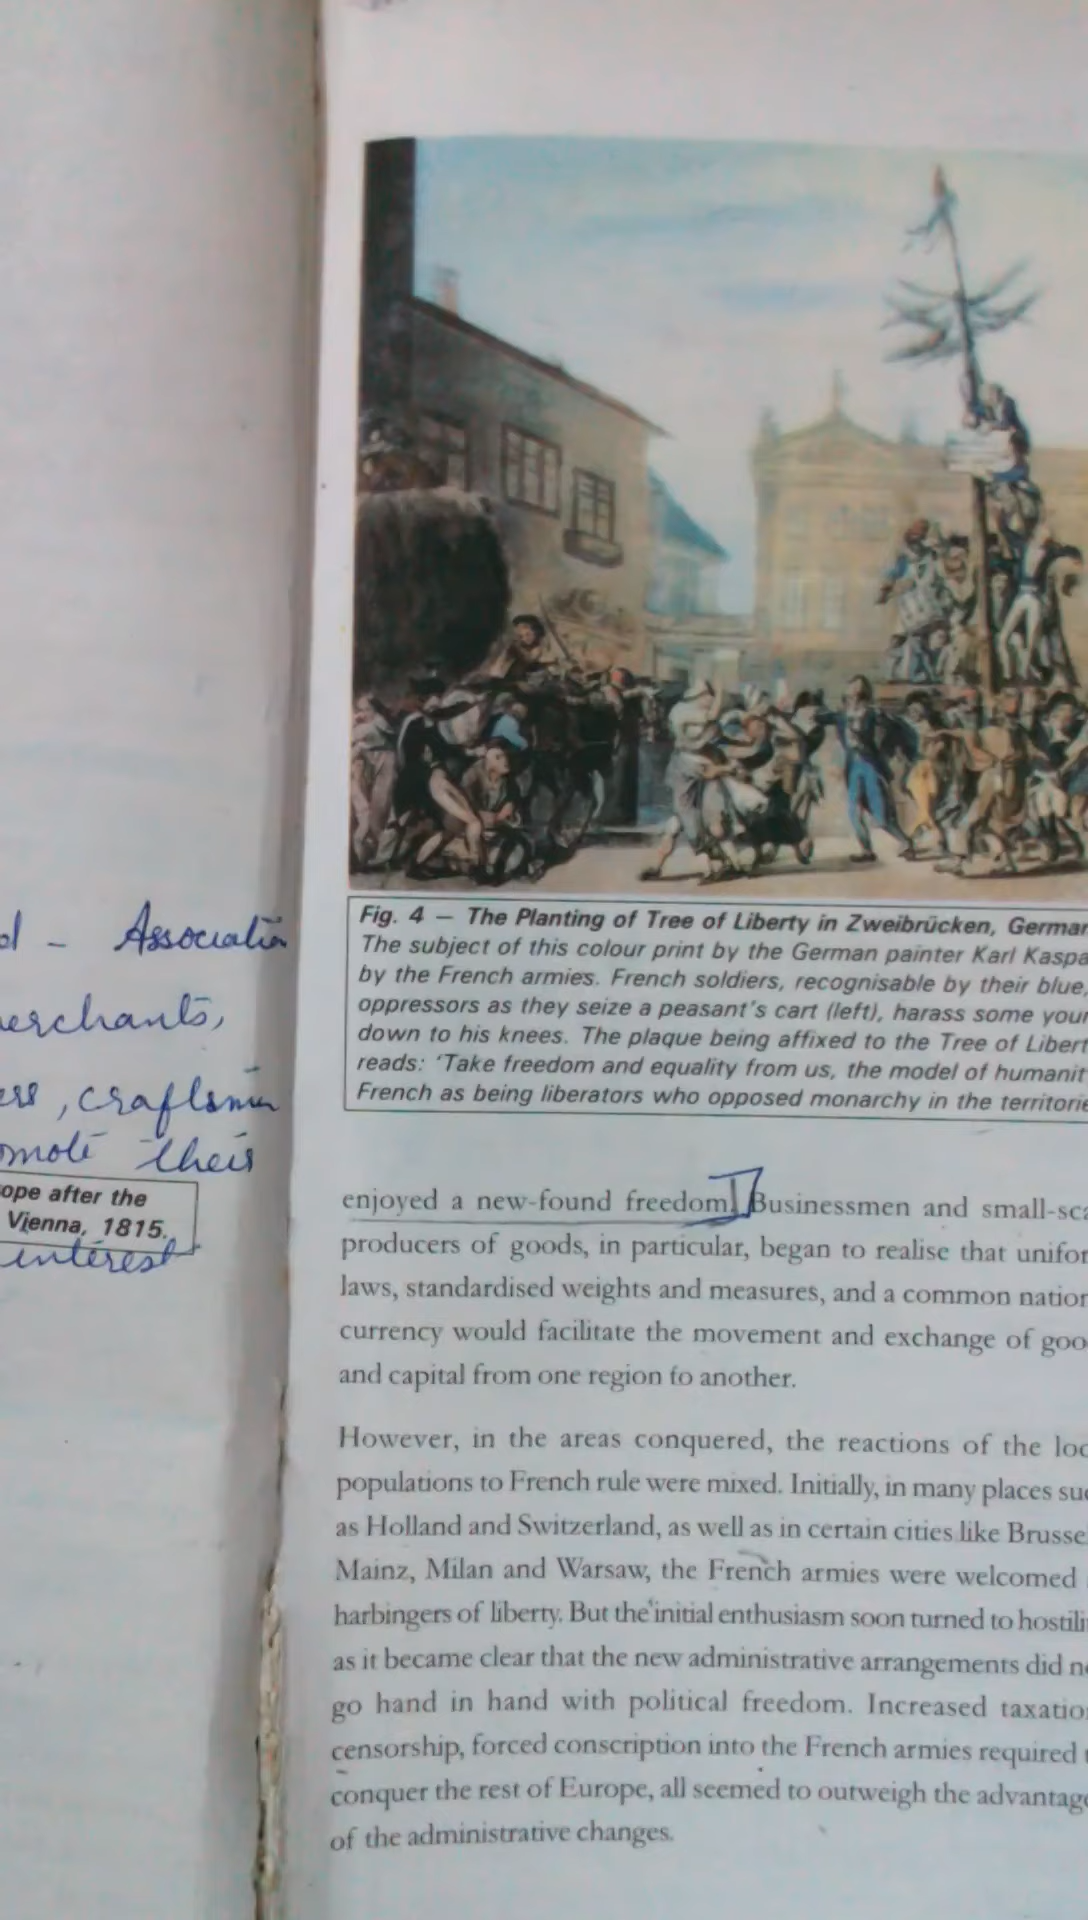 d - Association
merchants,
ers, craftsmen
omote their
ope after the
Vienna, 1815.
interest
Fig. 4 — The Planting of Tree of Liberty in Zweibrücken, German
The subject of this colour print by the German painter Karl Kaspa
by the French armies. French soldiers, recognisable by their blue,
oppressors as they seize a peasant's cart (left), harass some your
down to his knees. The plaque being affixed to the Tree of Libert
reads: 'Take freedom and equality from us, the model of humanit
French as being liberators who opposed monarchy in the territorie
enjoyed a new-found freedom. Businessmen and small-sca
producers of goods, in particular, began to realise that unifor
laws, standardised weights and measures, and a common nation
currency would facilitate the movement and exchange of goo
and capital from one region to another.
However, in the areas conquered, the reactions of the loc
populations to French rule were mixed. Initially, in many places suc
as Holland and Switzerland, as well as in certain cities like Brusse
Mainz, Milan and Warsaw, the French armies were welcomed
harbingers of liberty. But the initial enthusiasm soon turned to hostili
as it became clear that the new administrative arrangements did no
go hand in hand with political freedom. Increased taxatio
censorship, forced conscription into the French armies required t
conquer the rest of Europe, all seemed to outweigh the advantage
of the administrative changes.